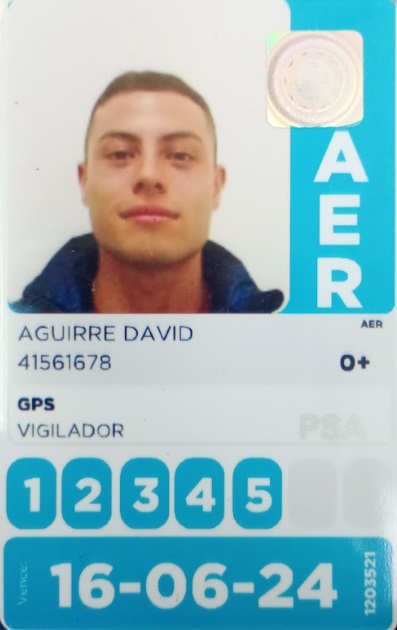 AER
AER
AGUIRRE DAVID
41561678
0+
GPS
VIGILADOR
PSA
1 2 3 4 5
Vence:
16-06-24
1203521